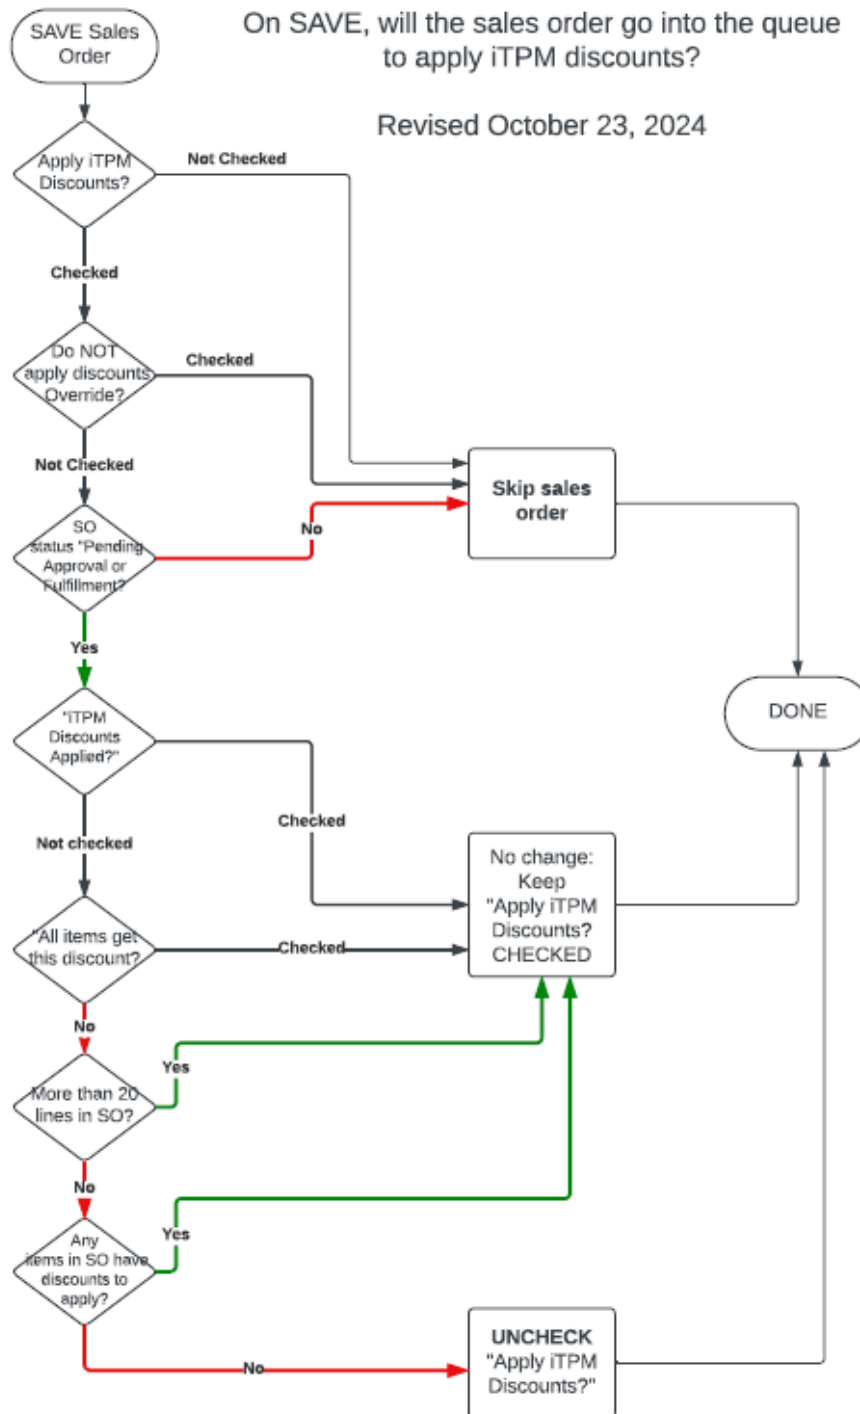 On SAVE, will the sales order go into the queue
to apply iTPM discounts?
Revised October 23, 2024
SAVE Sales
Order
Apply iTPM
Discounts?
Not Checked
Checked
Do NOT
apply discounts
Override?
Checked
Not Checked
SO
status "Pending
Approval or
Fulfillment?
No
Yes
Skip sales
order
"iTPM
Discounts
Applied?"
DONE
Checked
Not checked
No change:
Keep
"Apply iTPM
Discounts?
CHECKED
"All items get
this discount?
Checked
No
More than 20
lines in SO?
Yes
No
Any
items in SO have
discounts to
apply?
Yes
No
UNCHECK
"Apply iTPM
Discounts?"